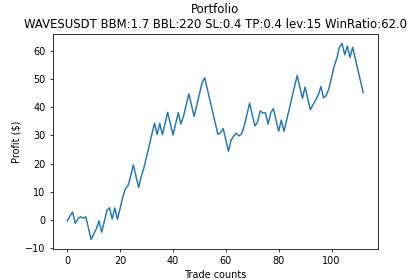 Portfolio
WAVESUSDT BBM:1.7 BBL:220 SL:0.4 TP:0.4 lev:15 WinRatio:62.0
Profit ($)
60
50
40
30
20
10
0
−10
0 20 40 60 80 100
Trade counts